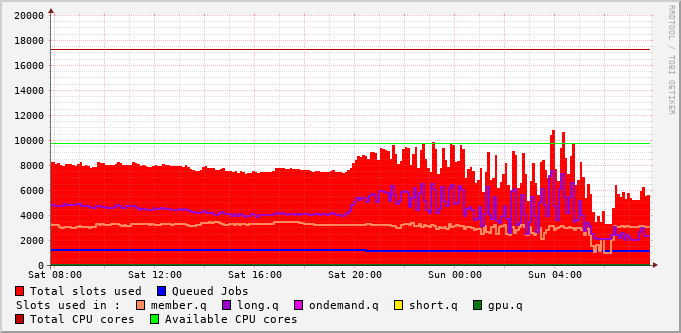 20000
18000
16000
14000
12000
10000
8000
6000
4000
2000
0
Sat 08:00 Sat 12:00 Sat 16:00 Sat 20:00 Sun 00:00 Sun 04:00
Total slots used Queued Jobs
Slots used in : member.q long.q ondemand.q short.q gpu.q
Total CPU cores Available CPU cores
RRDTOOL / TOBI OETIKER